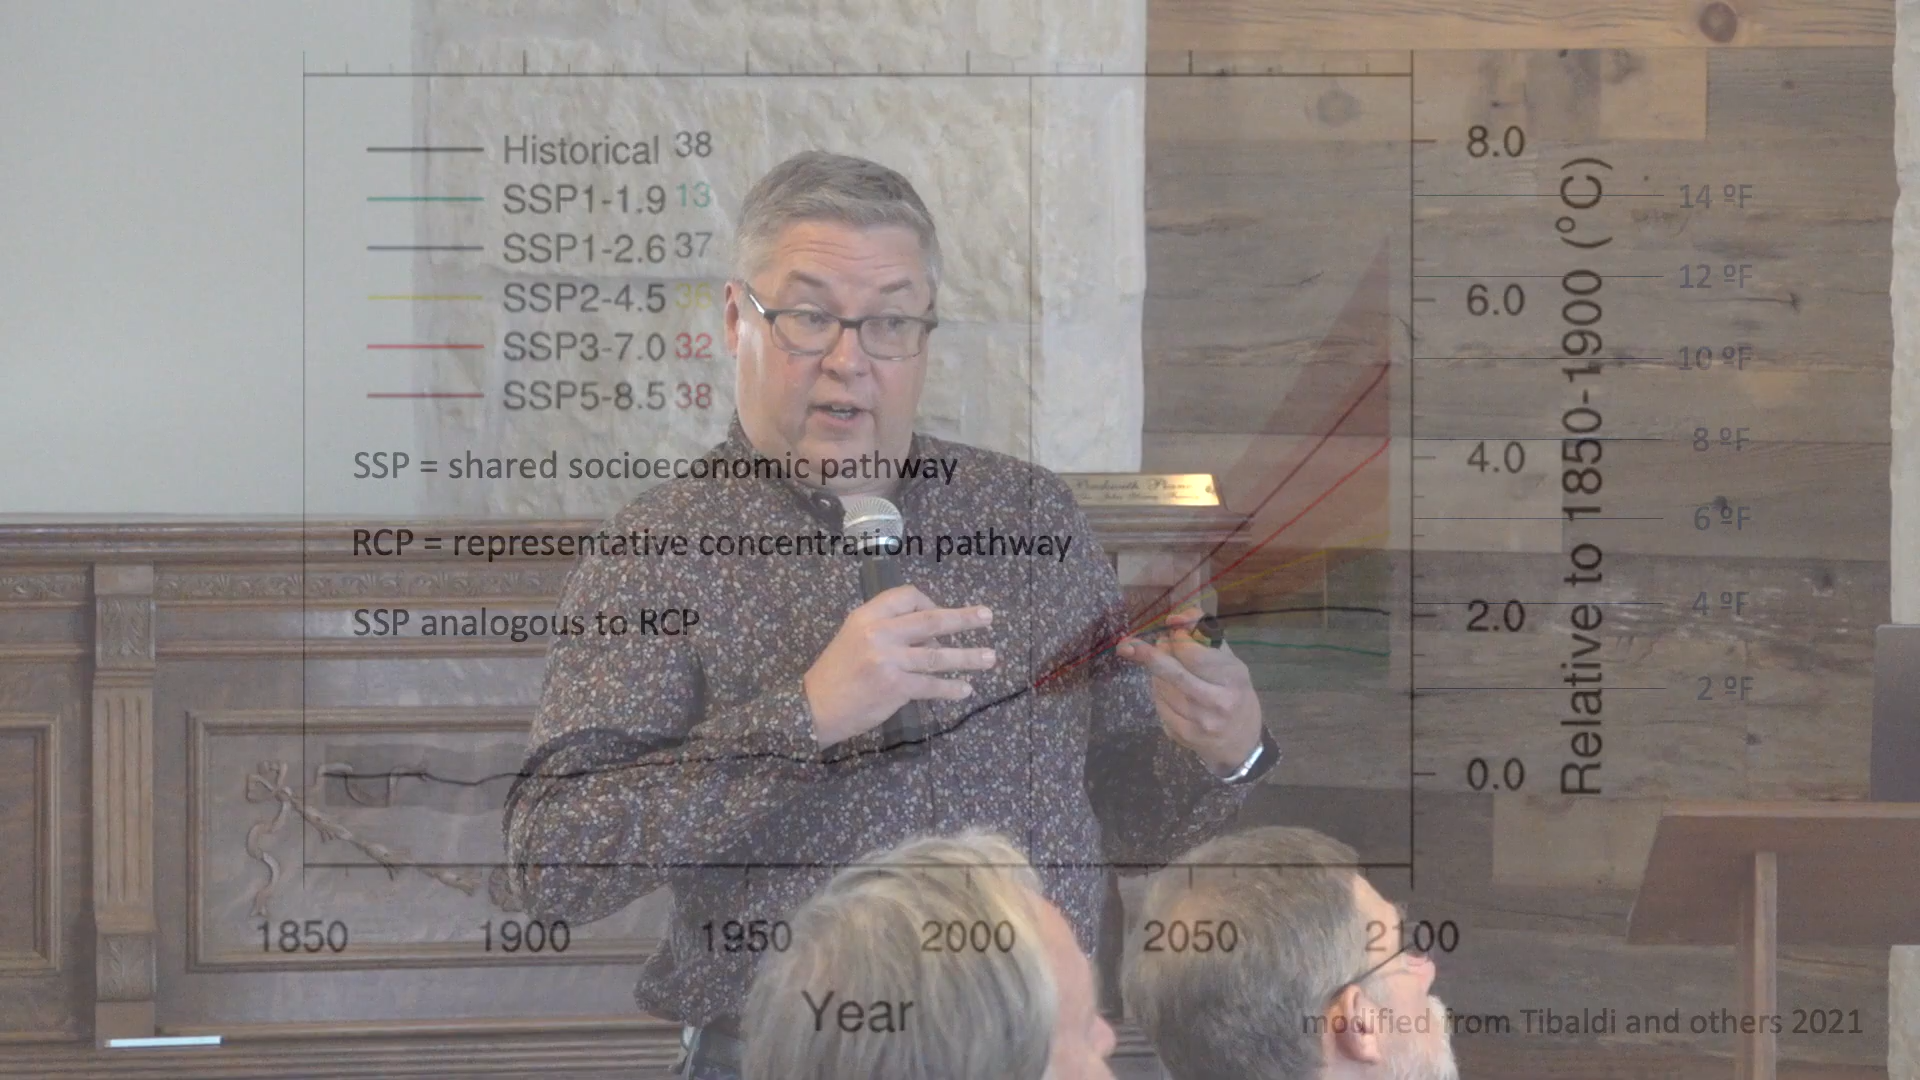 Historical 38
SSP1-1.9 13
SSP1-2.6 37
SSP2-4.5 36
SSP3-7.0 32
SSP5-8.5 38
SSP = shared socioeconomic pathway
RCP = representative concentration pathway
SSP analogous to RCP
8.0
6.0
4.0
2.0
0.0
Relative to 1850-1900 (°C)
14 ºF
12 ºF
10 ºF
8 ºF
6 ºF
4 ºF
2 ºF
1850 1900 1950 2000 2050 2100
Year
modified from Tibaldi and others 2021